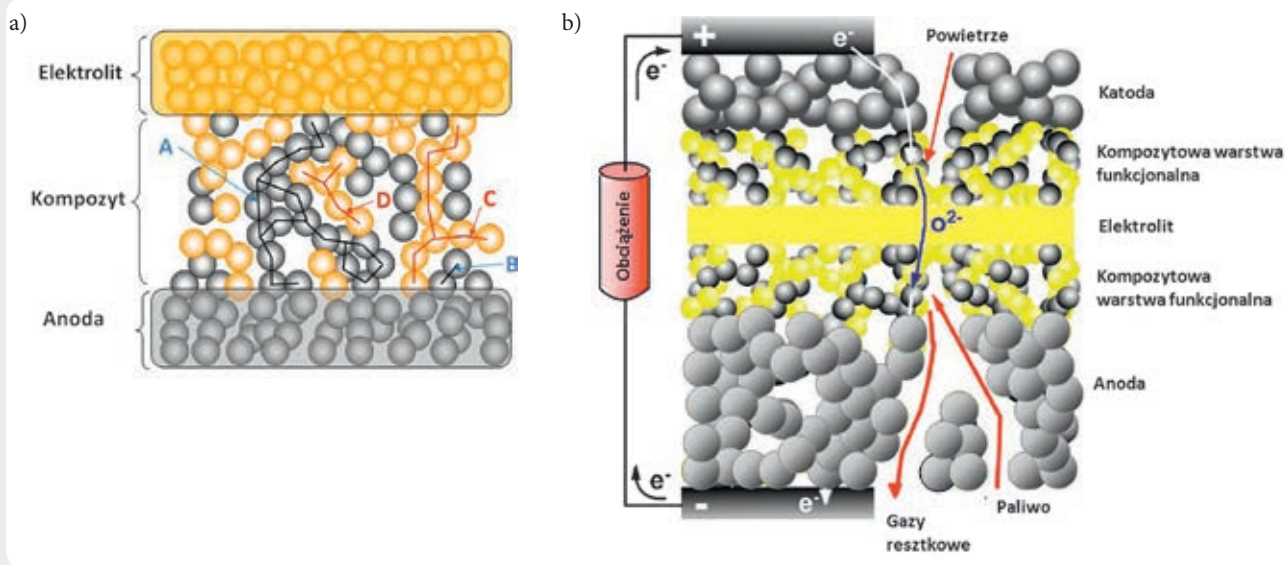 a)
Elektrolit
Kompozyt
Anoda
A
D
C
B
b)
+
e-
e-
Powietrze
Katoda
Kompozytowa warstwa
funkcjonalna
Obciążenie
O2-
Elektrolit
Kompozytowa
warstwa funkcjonalna
Anoda
e-
-
e-
Gazy
resztkowe
Paliwo